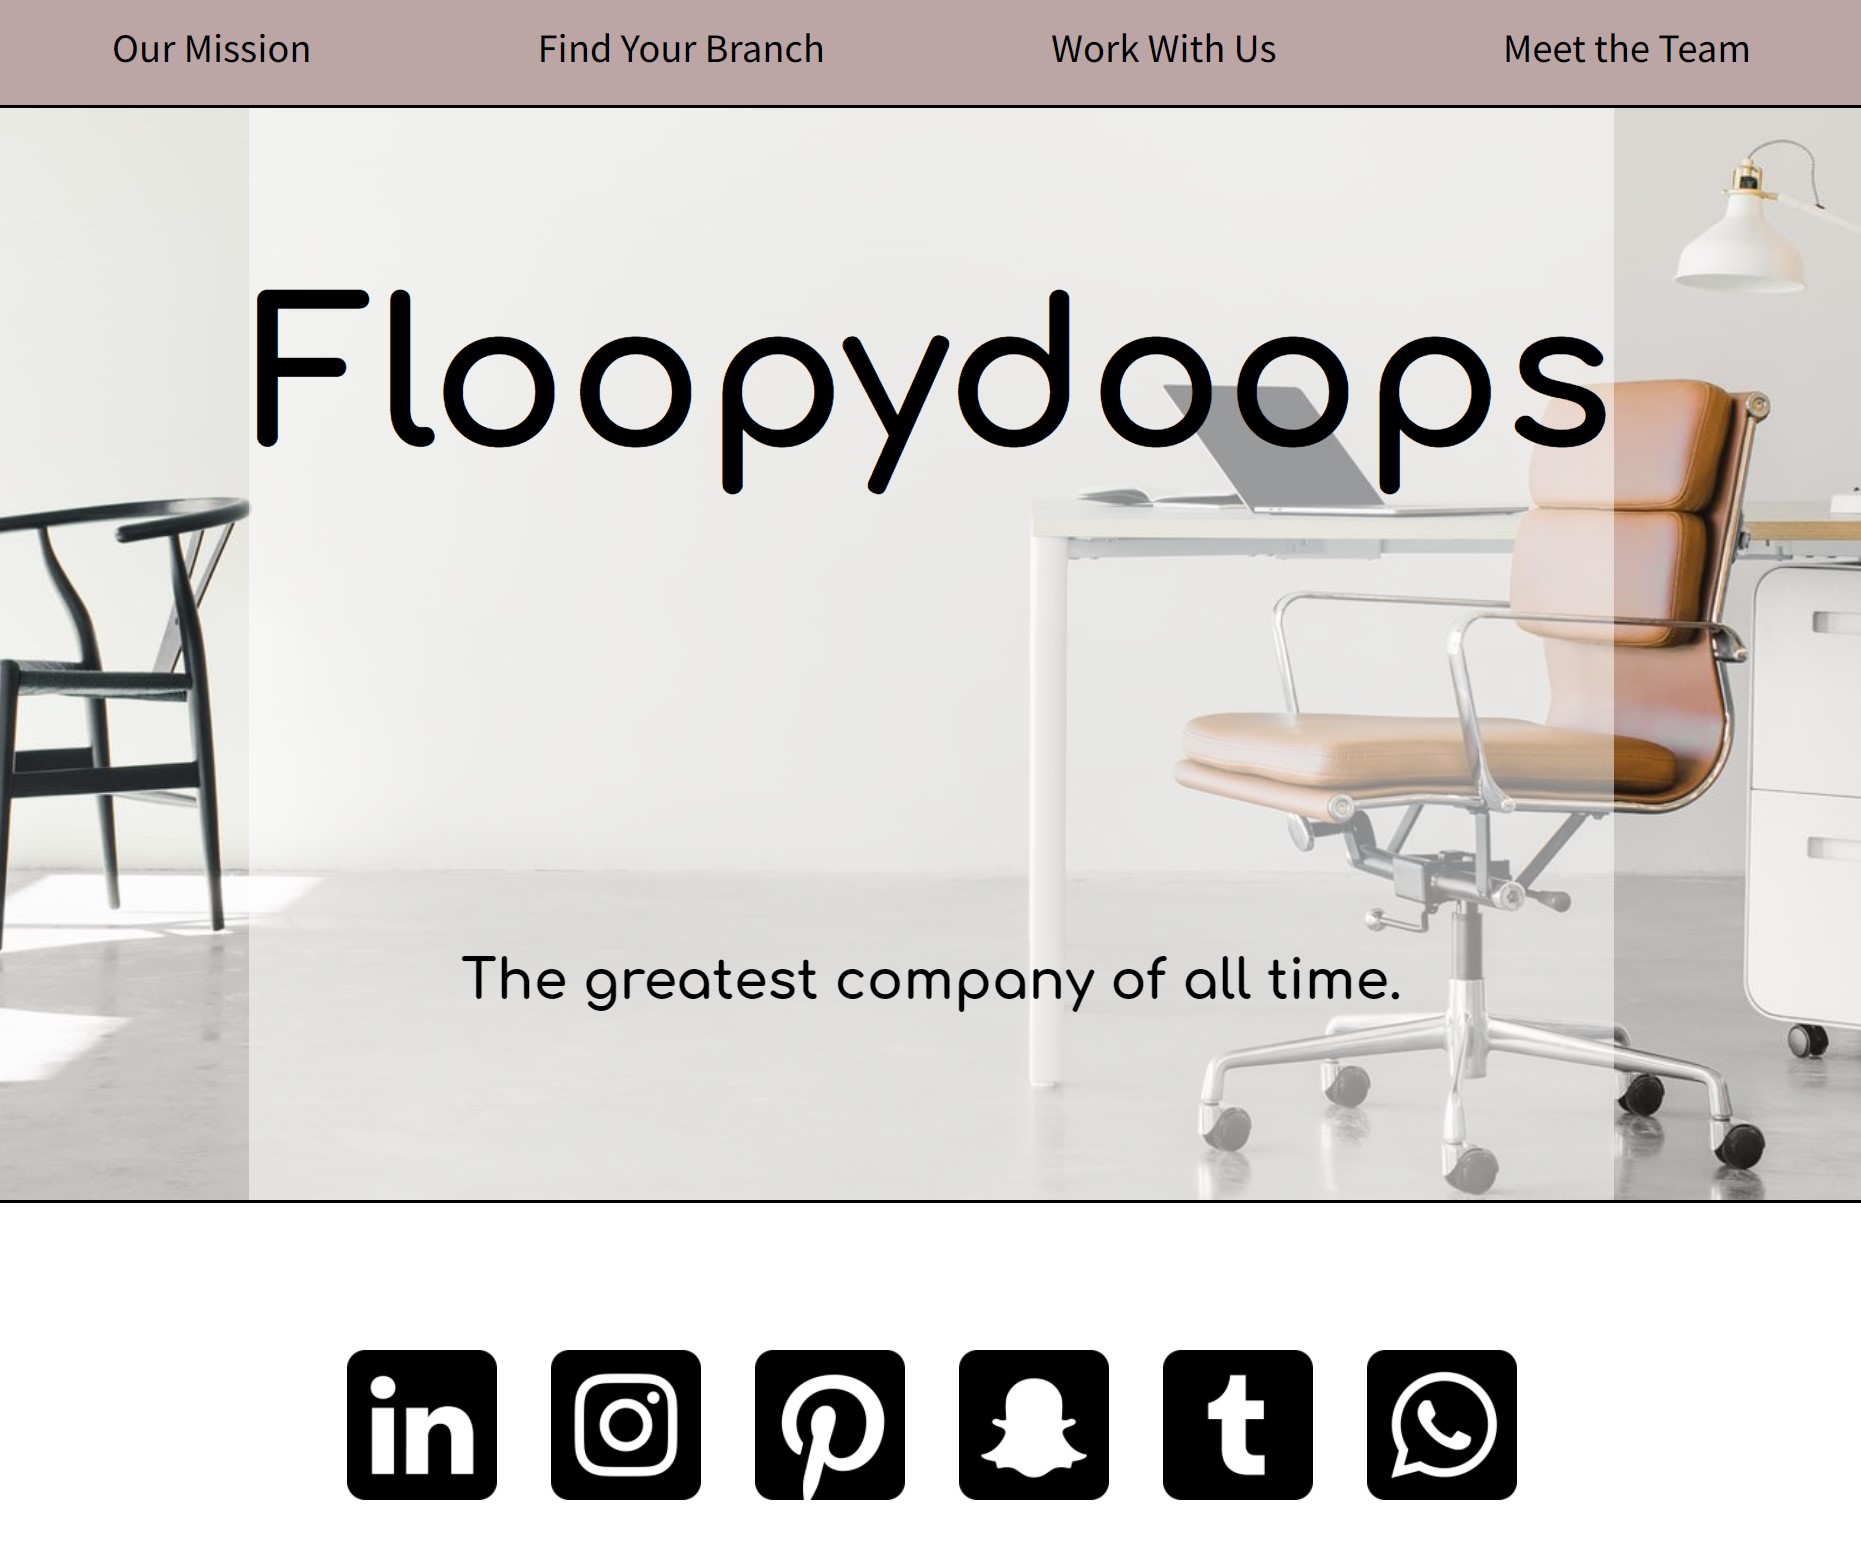 Our Mission Find Your Branch Work With Us Meet the Team
Floopydoops
The greatest company of all time.
in t